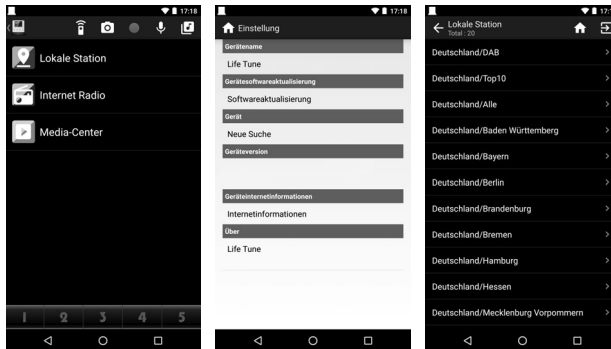 17:18
Lokale Station
Internet Radio
Media-Center
1 2 3 4 5
17:18
Einstellung
Gerätename
Life Tune
Gerätesoftwareaktualisierung
Softwareaktualisierung
Gerät
Neue Suche
Geräteversion
Geräteinternetinformationen
Internetinformationen
Über
Life Tune
Lokale Station
Total : 20
Deutschland/DAB
Deutschland/Top10
Deutschland/Alle
Deutschland/Baden Württemberg
Deutschland/Bayern
Deutschland/Berlin
Deutschland/Brandenburg
Deutschland/Bremen
Deutschland/Hamburg
Deutschland/Hessen
Deutschland/Mecklenburg Vorpommern